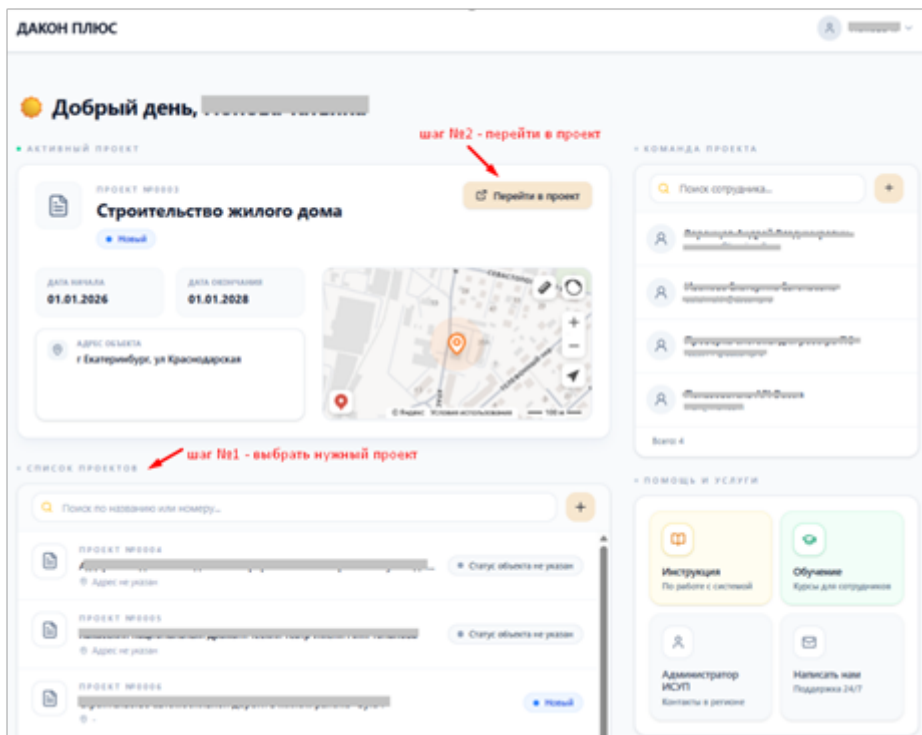 ДАКОН ПЛЮС
Добрый день,
шаг №2 - перейти в проект
АКТИВНЫЙ ПРОЕКТ
ПРОЕКТ №0003
Строительство жилого дома
Новый
Перейти в проект
ДАТА НАЧАЛА
01.01.2026
ДАТА ОКОНЧАНИЯ
01.01.2028
АДРЕС ОБЪЕКТА
г Екатеринбург, ул Краснодарская
© Яндекс Условия использования 100 м
КОМАНДА ПРОЕКТА
Поиск сотрудника...
Всего 4
шаг №1 - выбрать нужный проект
СПИСОК ПРОЕКТОВ
Поиск по названию или номеру...
ПРОЕКТ №0004
Статус объекта не указан
Адрес не указан
ПРОЕКТ №0005
Статус объекта не указан
Адрес не указан
ПРОЕКТ №0006
Новый
-
ПОМОЩЬ И УСЛУГИ
Инструкция
По работе с системой
Обучение
Курсы для сотрудников
Администратор ИСУП
Контакты в регионе
Написать нам
Поддержка 24/7